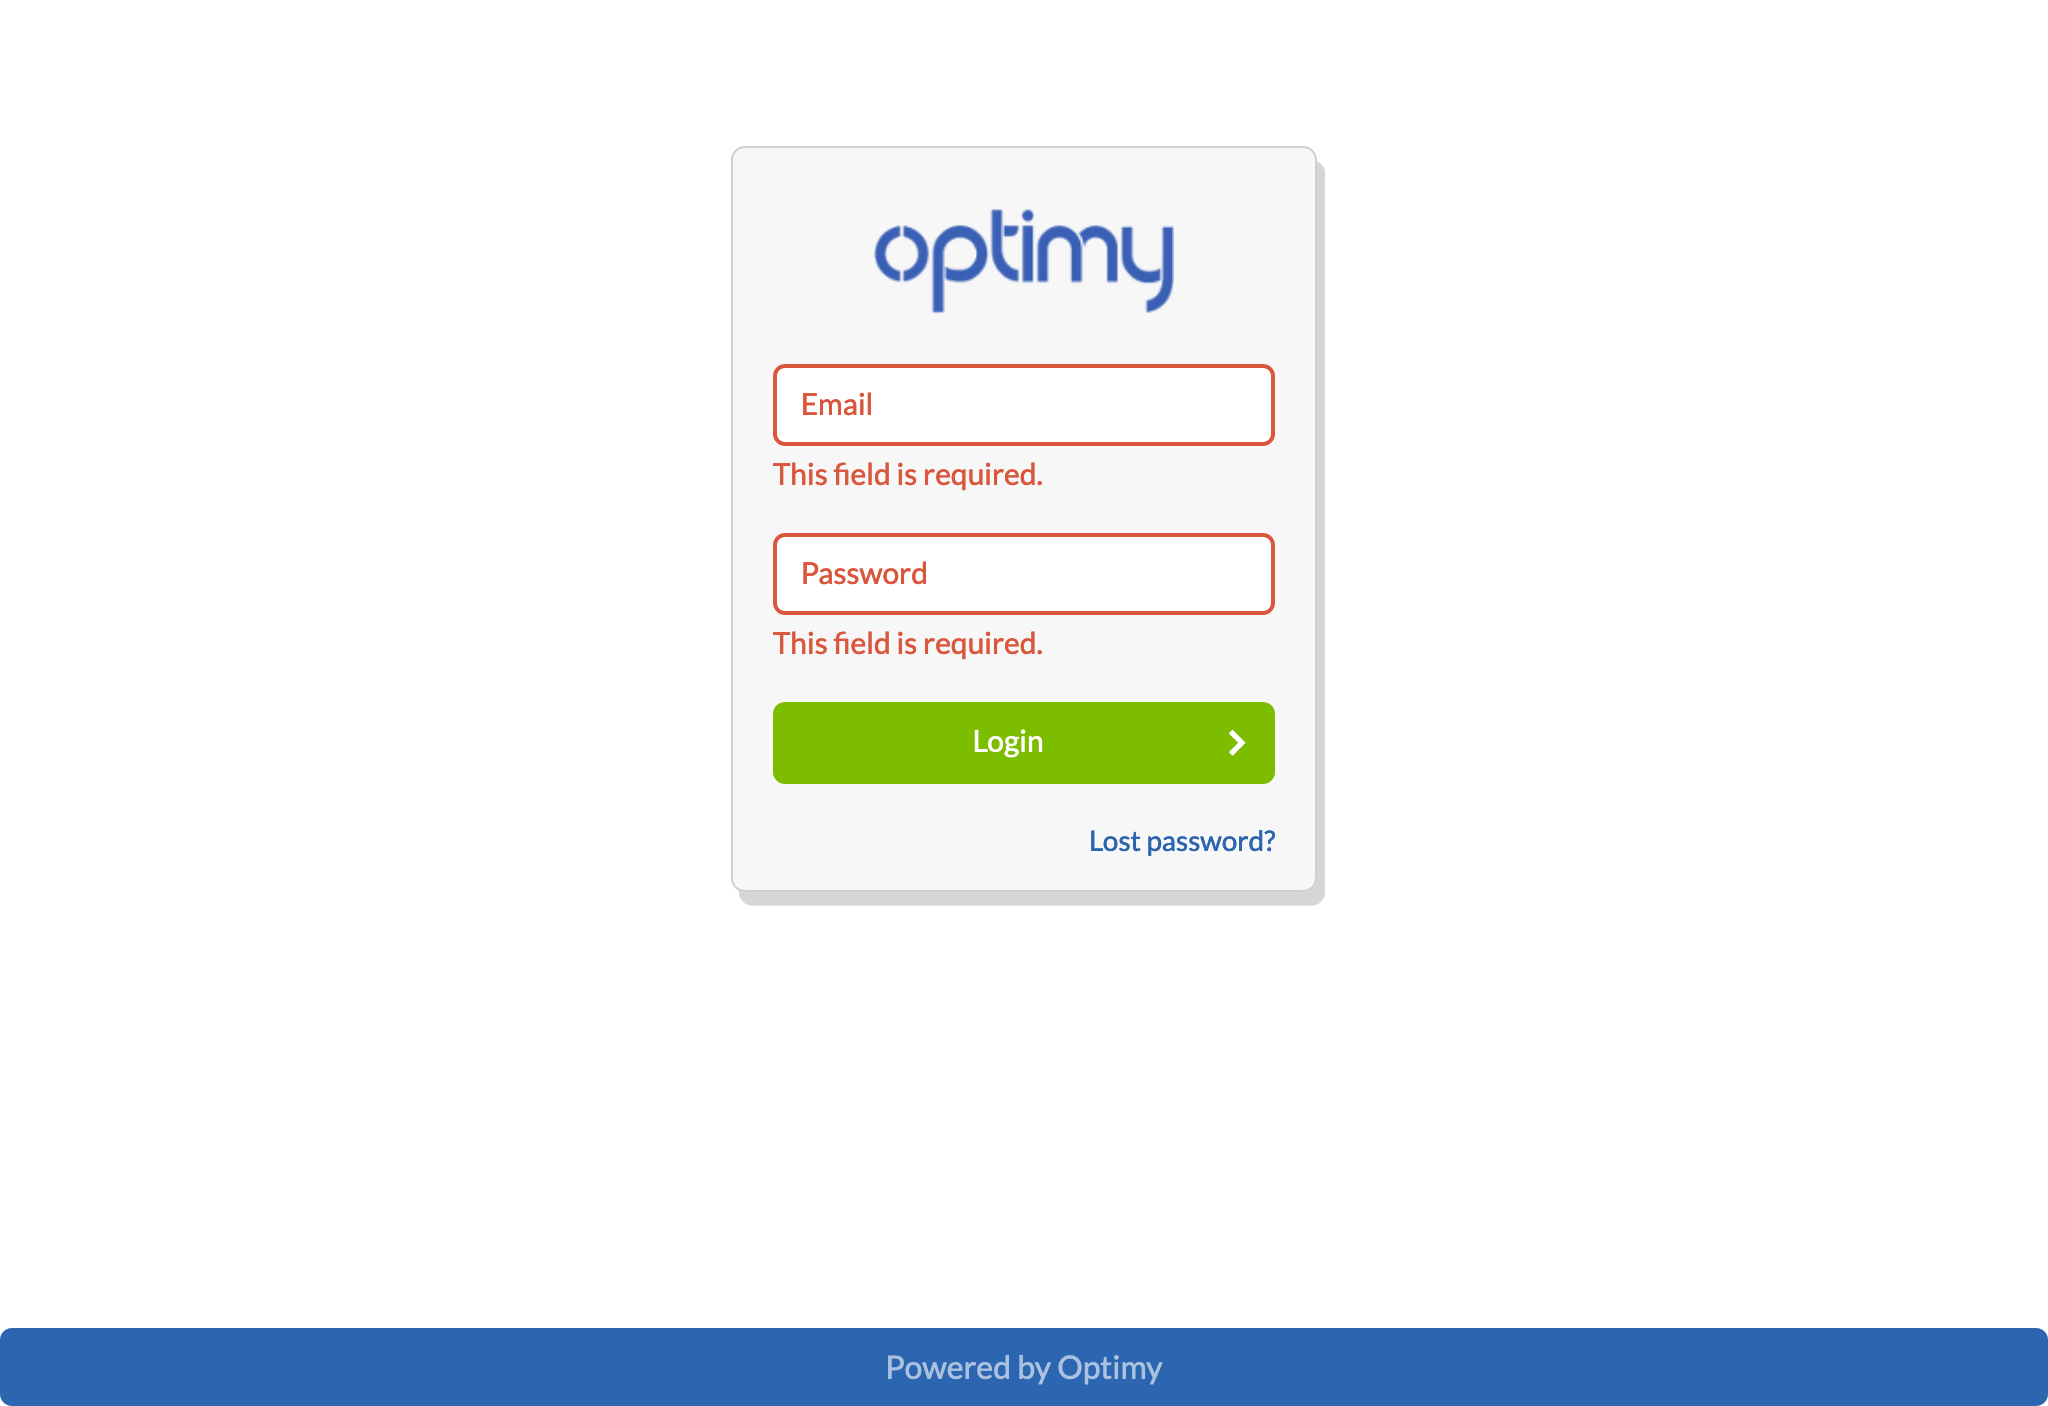 optimy
Email
This field is required.
Password
This field is required.
Login
Lost password?
Powered by Optimy